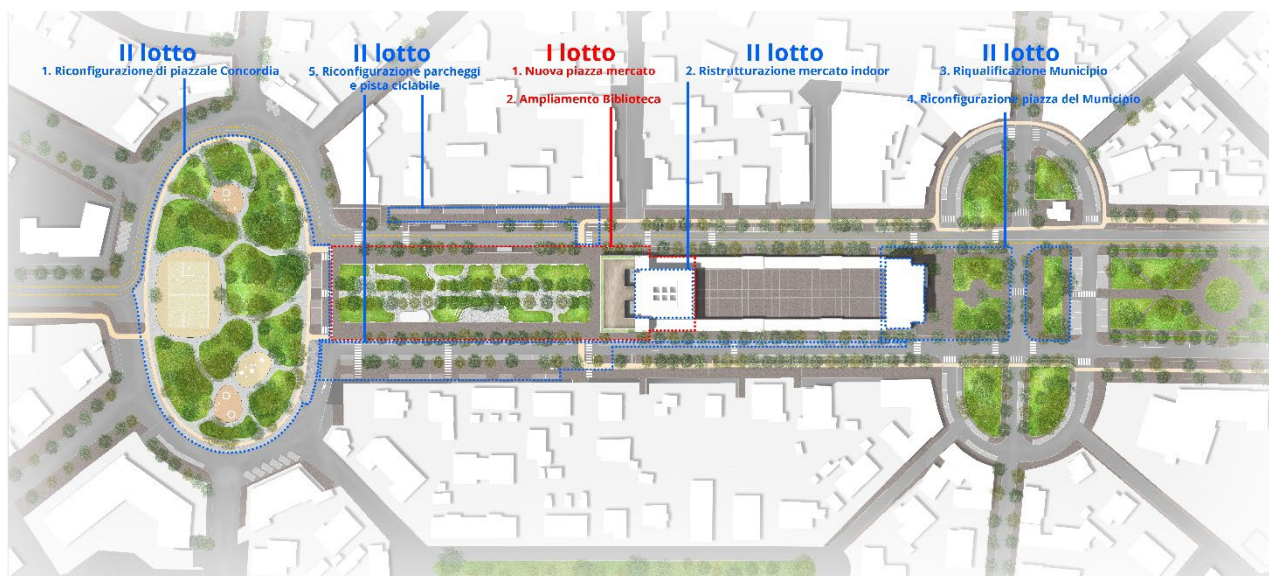 II lotto
1. Riconfigurazione di piazzale Concordia
II lotto
5. Riconfigurazione parcheggi
e pista ciclabile
I lotto
1. Nuova piazza mercato
2. Ampliamento Biblioteca
II lotto
2. Ristrutturazione mercato indoor
II lotto
3. Riqualificazione Municipio
4. Riconfigurazione piazza del Municipio